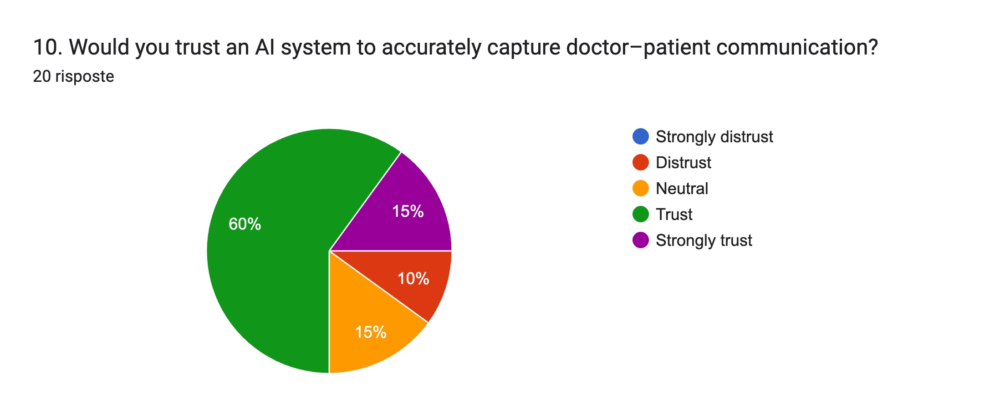 10. Would you trust an AI system to accurately capture doctor–patient communication?
20 risposte
Strongly distrust
Distrust
Neutral
Trust
Strongly trust
60%
15%
10%
15%